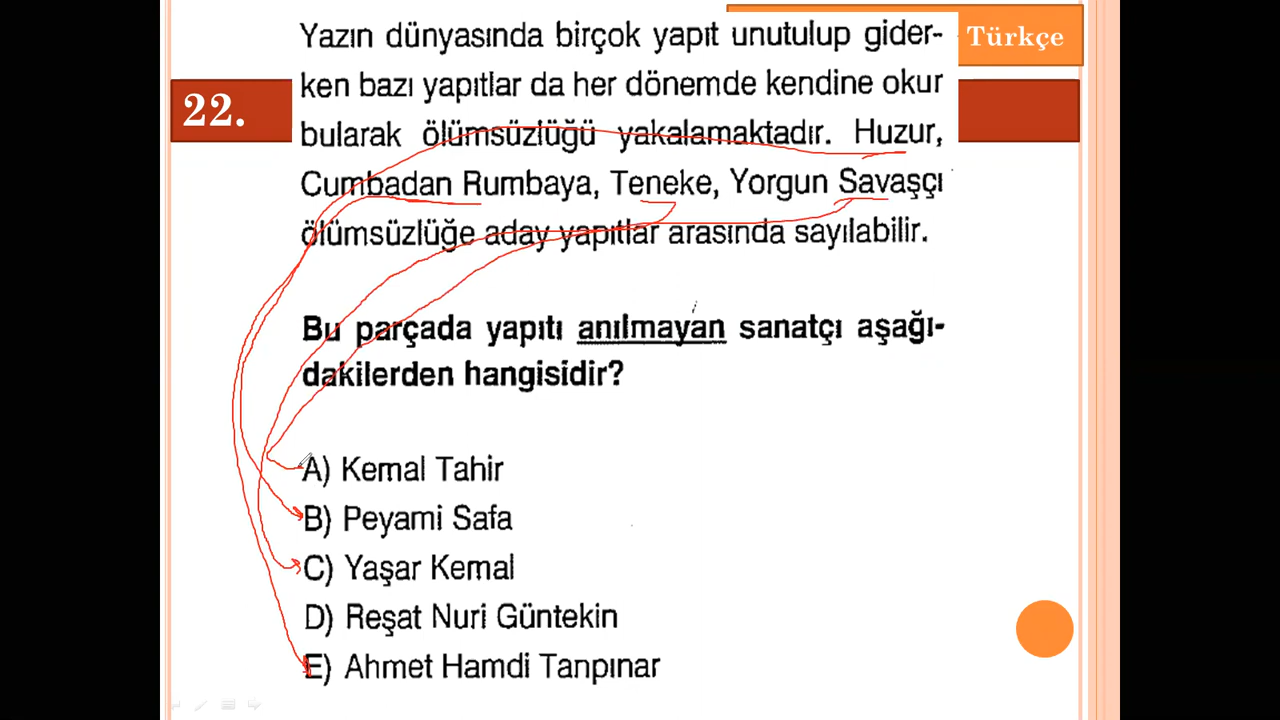 Türkçe
22.
Yazın dünyasında birçok yapıt unutulup gider-
ken bazı yapıtlar da her dönemde kendine okur
bularak ölümsüzlüğü yakalamaktadır. Huzur,
Cumbadan Rumbaya, Teneke, Yorgun Savaşçı
ölümsüzlüğe aday yapıtlar arasında sayılabilir.
Bu parçada yapıtı anılmayan sanatçı aşağı-
dakilerden hangisidir?
A) Kemal Tahir
B) Peyami Safa
C) Yaşar Kemal
D) Reşat Nuri Güntekin
E) Ahmet Hamdi Tanpınar